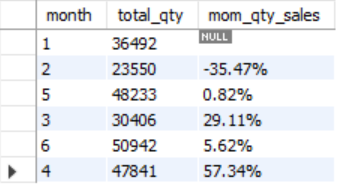 month total_qty mom_qty_sales
1 36492 NULL
2 23550 -35.47%
5 48233 0.82%
3 30406 29.11%
6 50942 5.62%
4 47841 57.34%